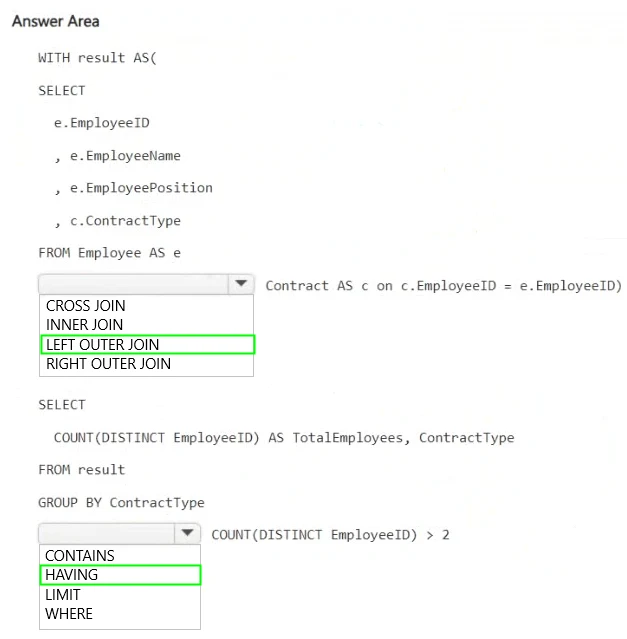 Answer Area
WITH result AS(
SELECT
e.EmployeeID
, e.EmployeeName
, e.EmployeePosition
, c.ContractType
FROM Employee AS e
Contract AS c on c.EmployeeID = e.EmployeeID)
CROSS JOIN
INNER JOIN
LEFT OUTER JOIN
RIGHT OUTER JOIN
SELECT
COUNT(DISTINCT EmployeeID) AS TotalEmployees, ContractType
FROM result
GROUP BY ContractType
COUNT(DISTINCT EmployeeID) > 2
CONTAINS
HAVING
LIMIT
WHERE